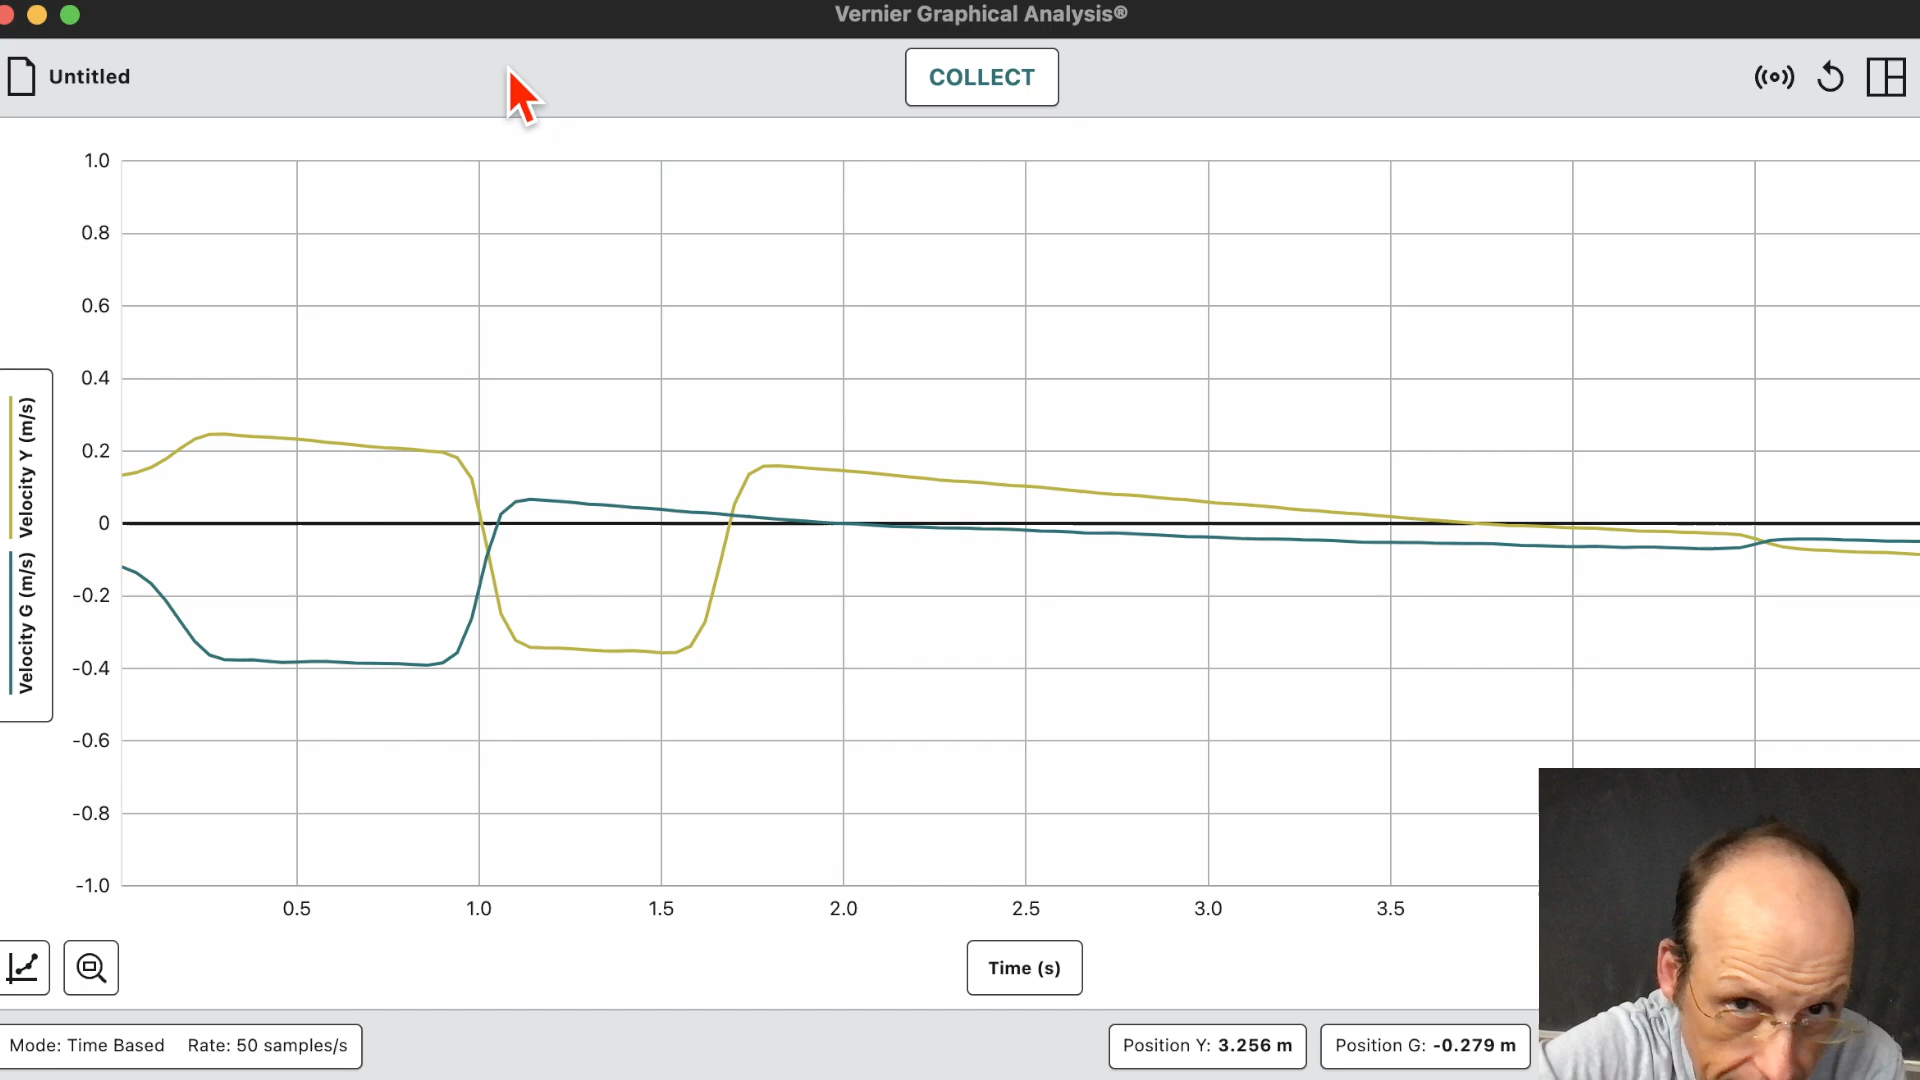 Vernier Graphical Analysis®
Untitled
COLLECT
1.0
0.8
0.6
0.4
0.2
0
-0.2
-0.4
-0.6
-0.8
-1.0
Velocity Y (m/s)
Velocity G (m/s)
0.5 1.0 1.5 2.0 2.5 3.0 3.5
Time (s)
Mode: Time Based Rate: 50 samples/s
Position Y: 3.256 m
Position G: -0.279 m